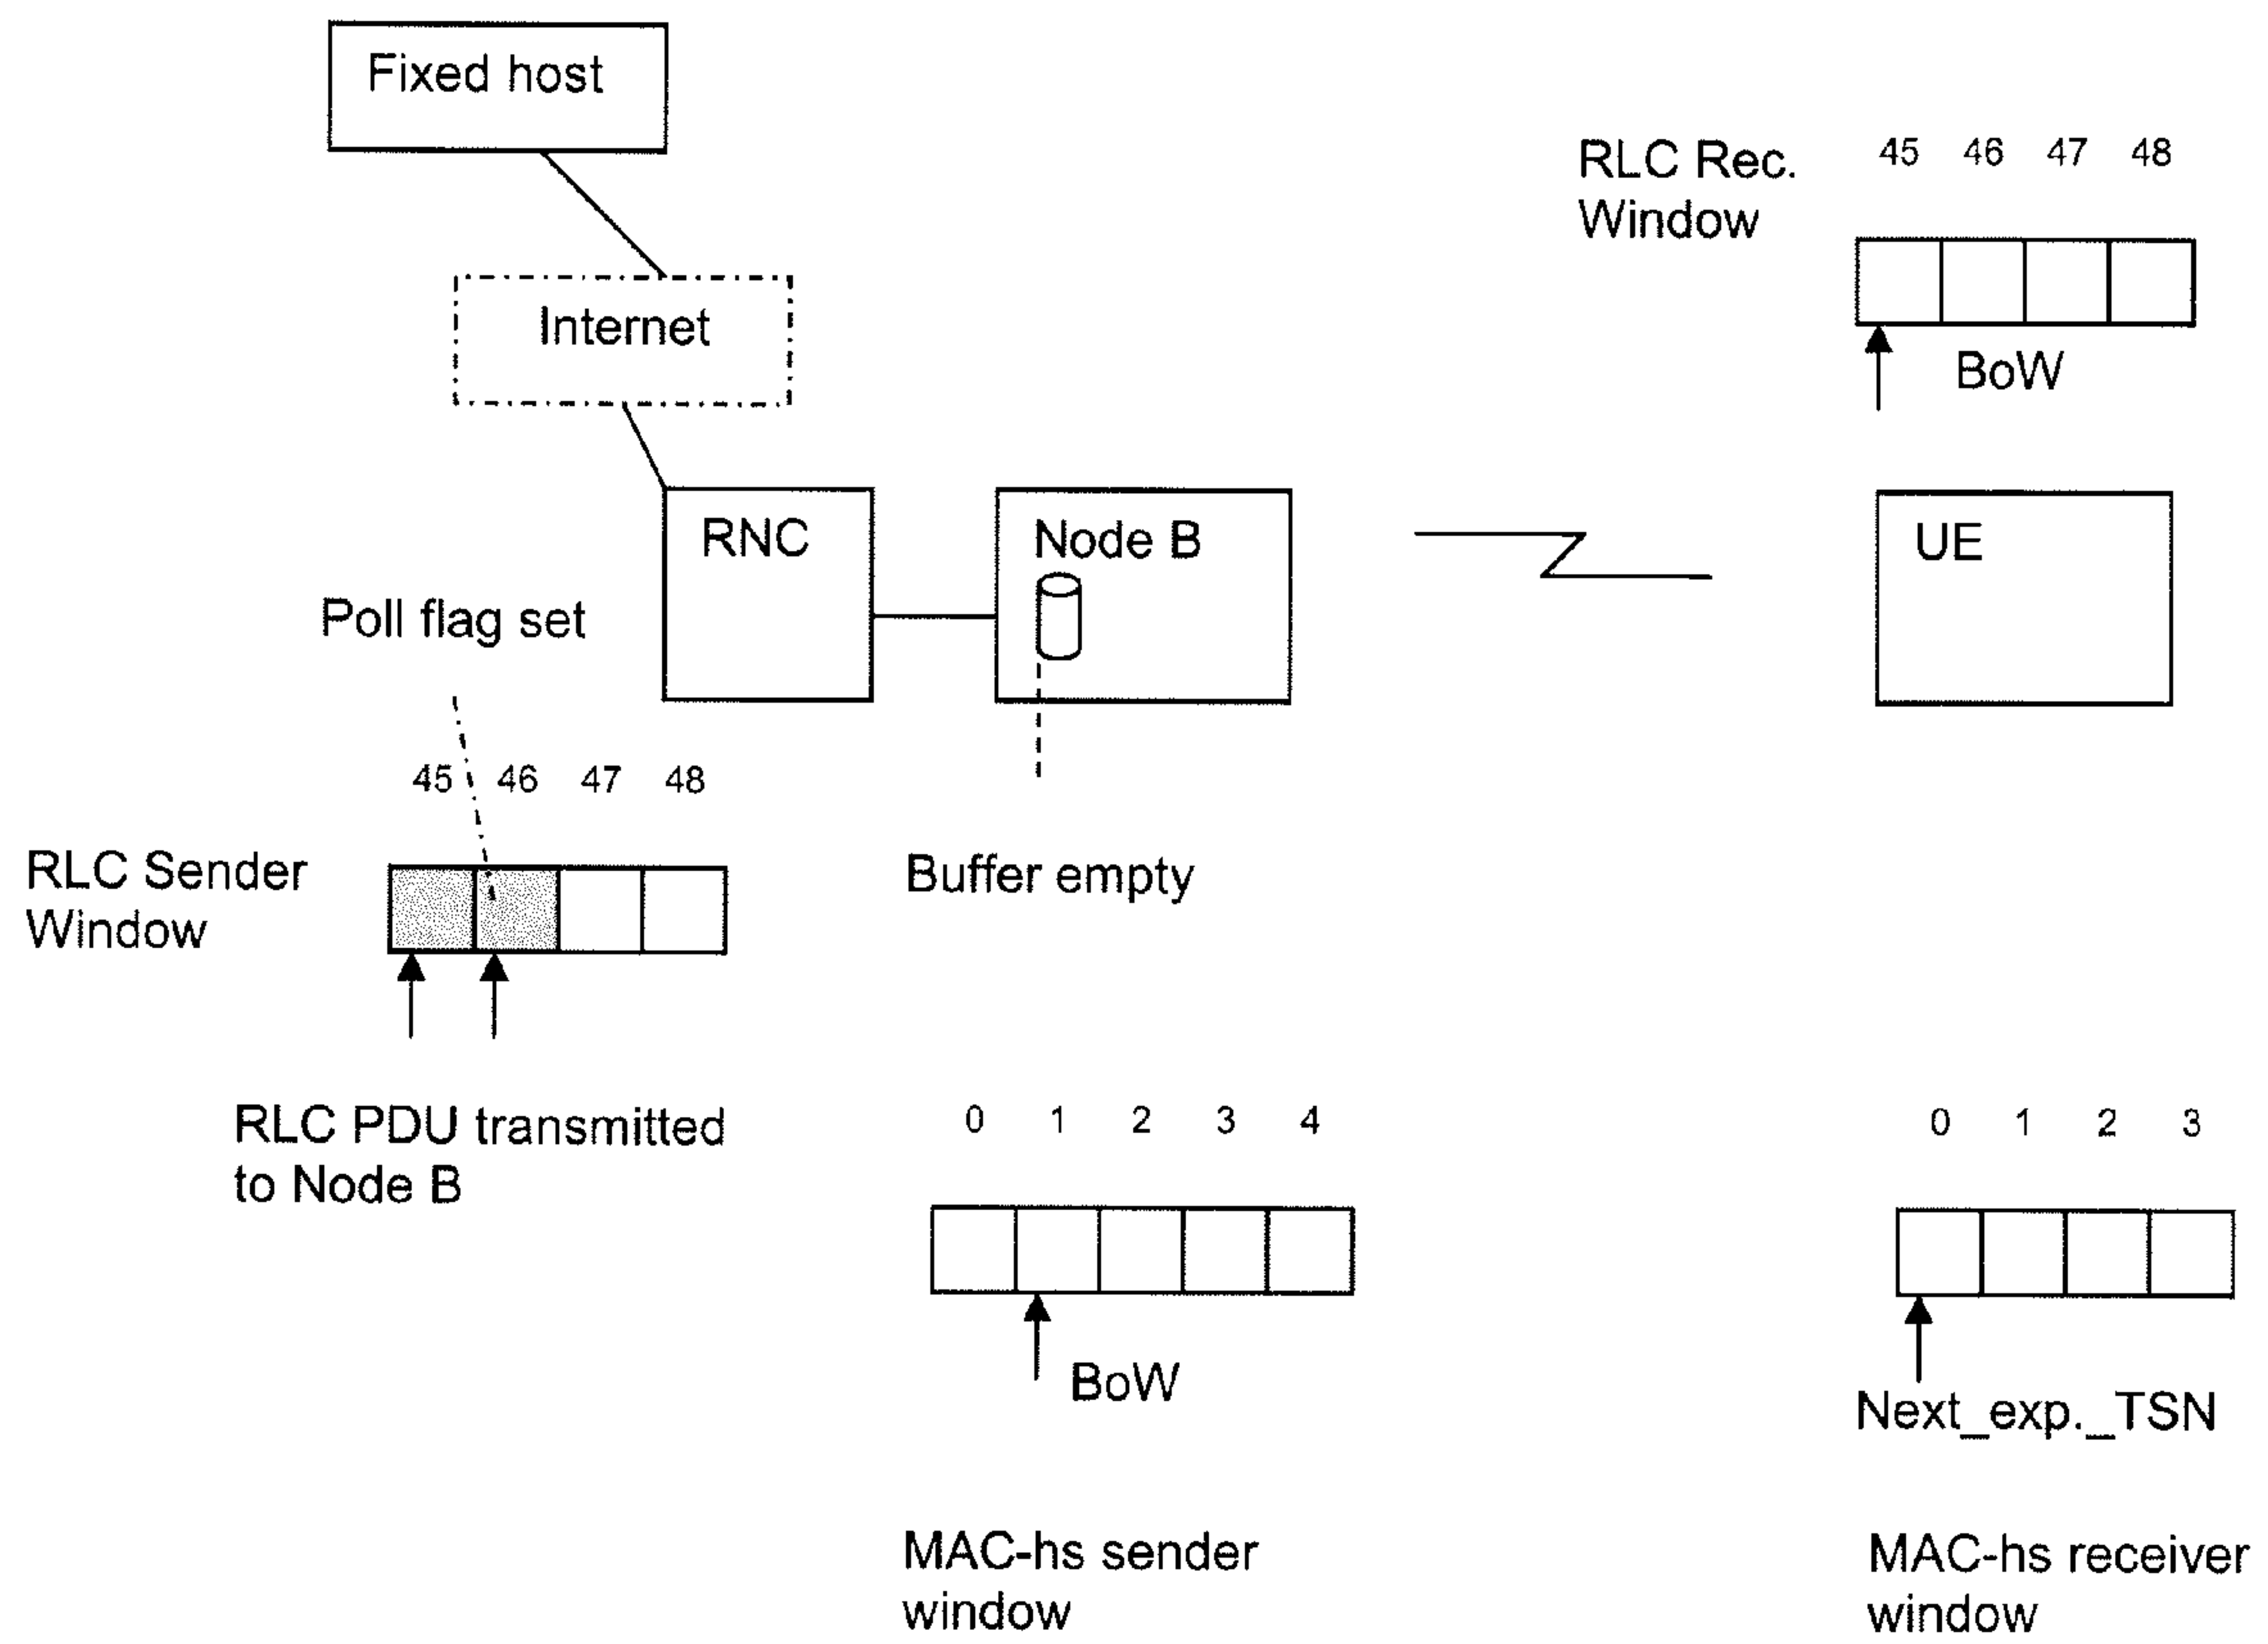 Fixed host
RLC Rec.
Window
45 46 47 48
Internet
BoW
RNC
Node B
UE
Poll flag set
45 46 47 48
RLC Sender
Window
Buffer empty
RLC PDU transmitted
to Node B
0 1 2 3 4
0 1 2 3
BoW
Next_exp._TSN
MAC-hs sender
window
MAC-hs receiver
window